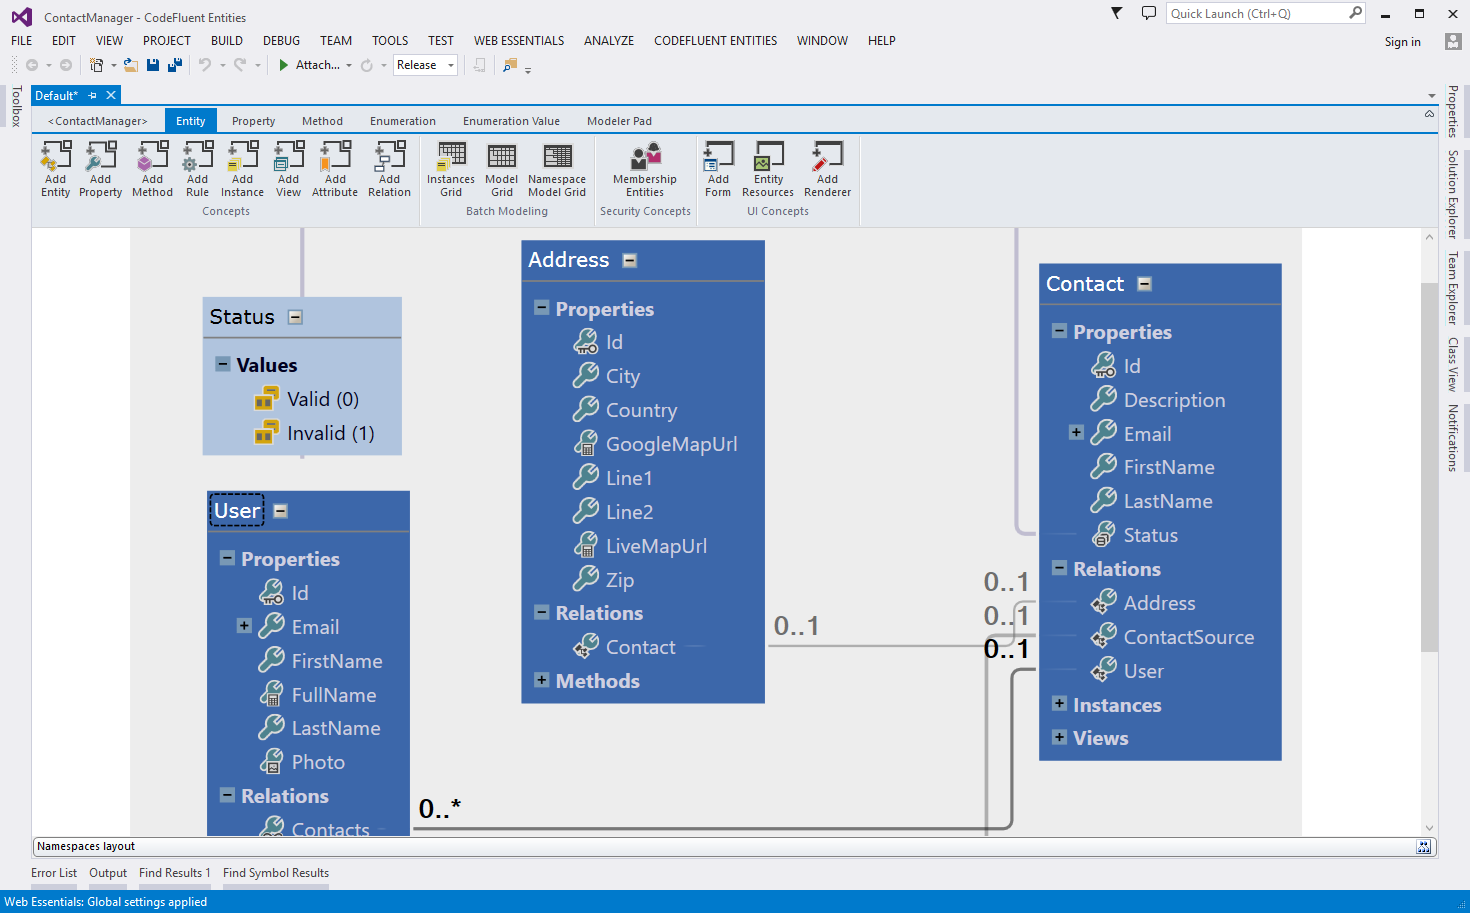 ContactManager - CodeFluent Entities
Quick Launch (Ctrl+Q)
FILE EDIT VIEW PROJECT BUILD DEBUG TEAM TOOLS TEST WEB ESSENTIALS ANALYZE CODEFLUENT ENTITIES WINDOW HELP
Sign in
Attach... Release
Toolbox
Default*
<ContactManager> Entity Property Method Enumeration Enumeration Value Modeler Pad
Add Entity
Add Property
Add Method
Add Rule
Add Instance
Add View
Add Attribute
Add Relation
Concepts
Instances Grid
Model Grid
Namespace Model Grid
Batch Modeling
Membership Entities
Security Concepts
Add Form
Entity Resources
Add Renderer
UI Concepts
Properties
Solution Explorer
Team Explorer
Class View
Notifications
Status
Values
Valid (0)
Invalid (1)
User
Properties
Id
Email
FirstName
FullName
LastName
Photo
Relations
Contacts
0..*
Address
Properties
Id
City
Country
GoogleMapUrl
Line1
Line2
LiveMapUrl
Zip
Relations
Contact
Methods
0..1
0..1
0..1
0..1
Contact
Properties
Id
Description
Email
FirstName
LastName
Status
Relations
Address
ContactSource
User
Instances
Views
Namespaces layout
Error List Output Find Results 1 Find Symbol Results
Web Essentials: Global settings applied